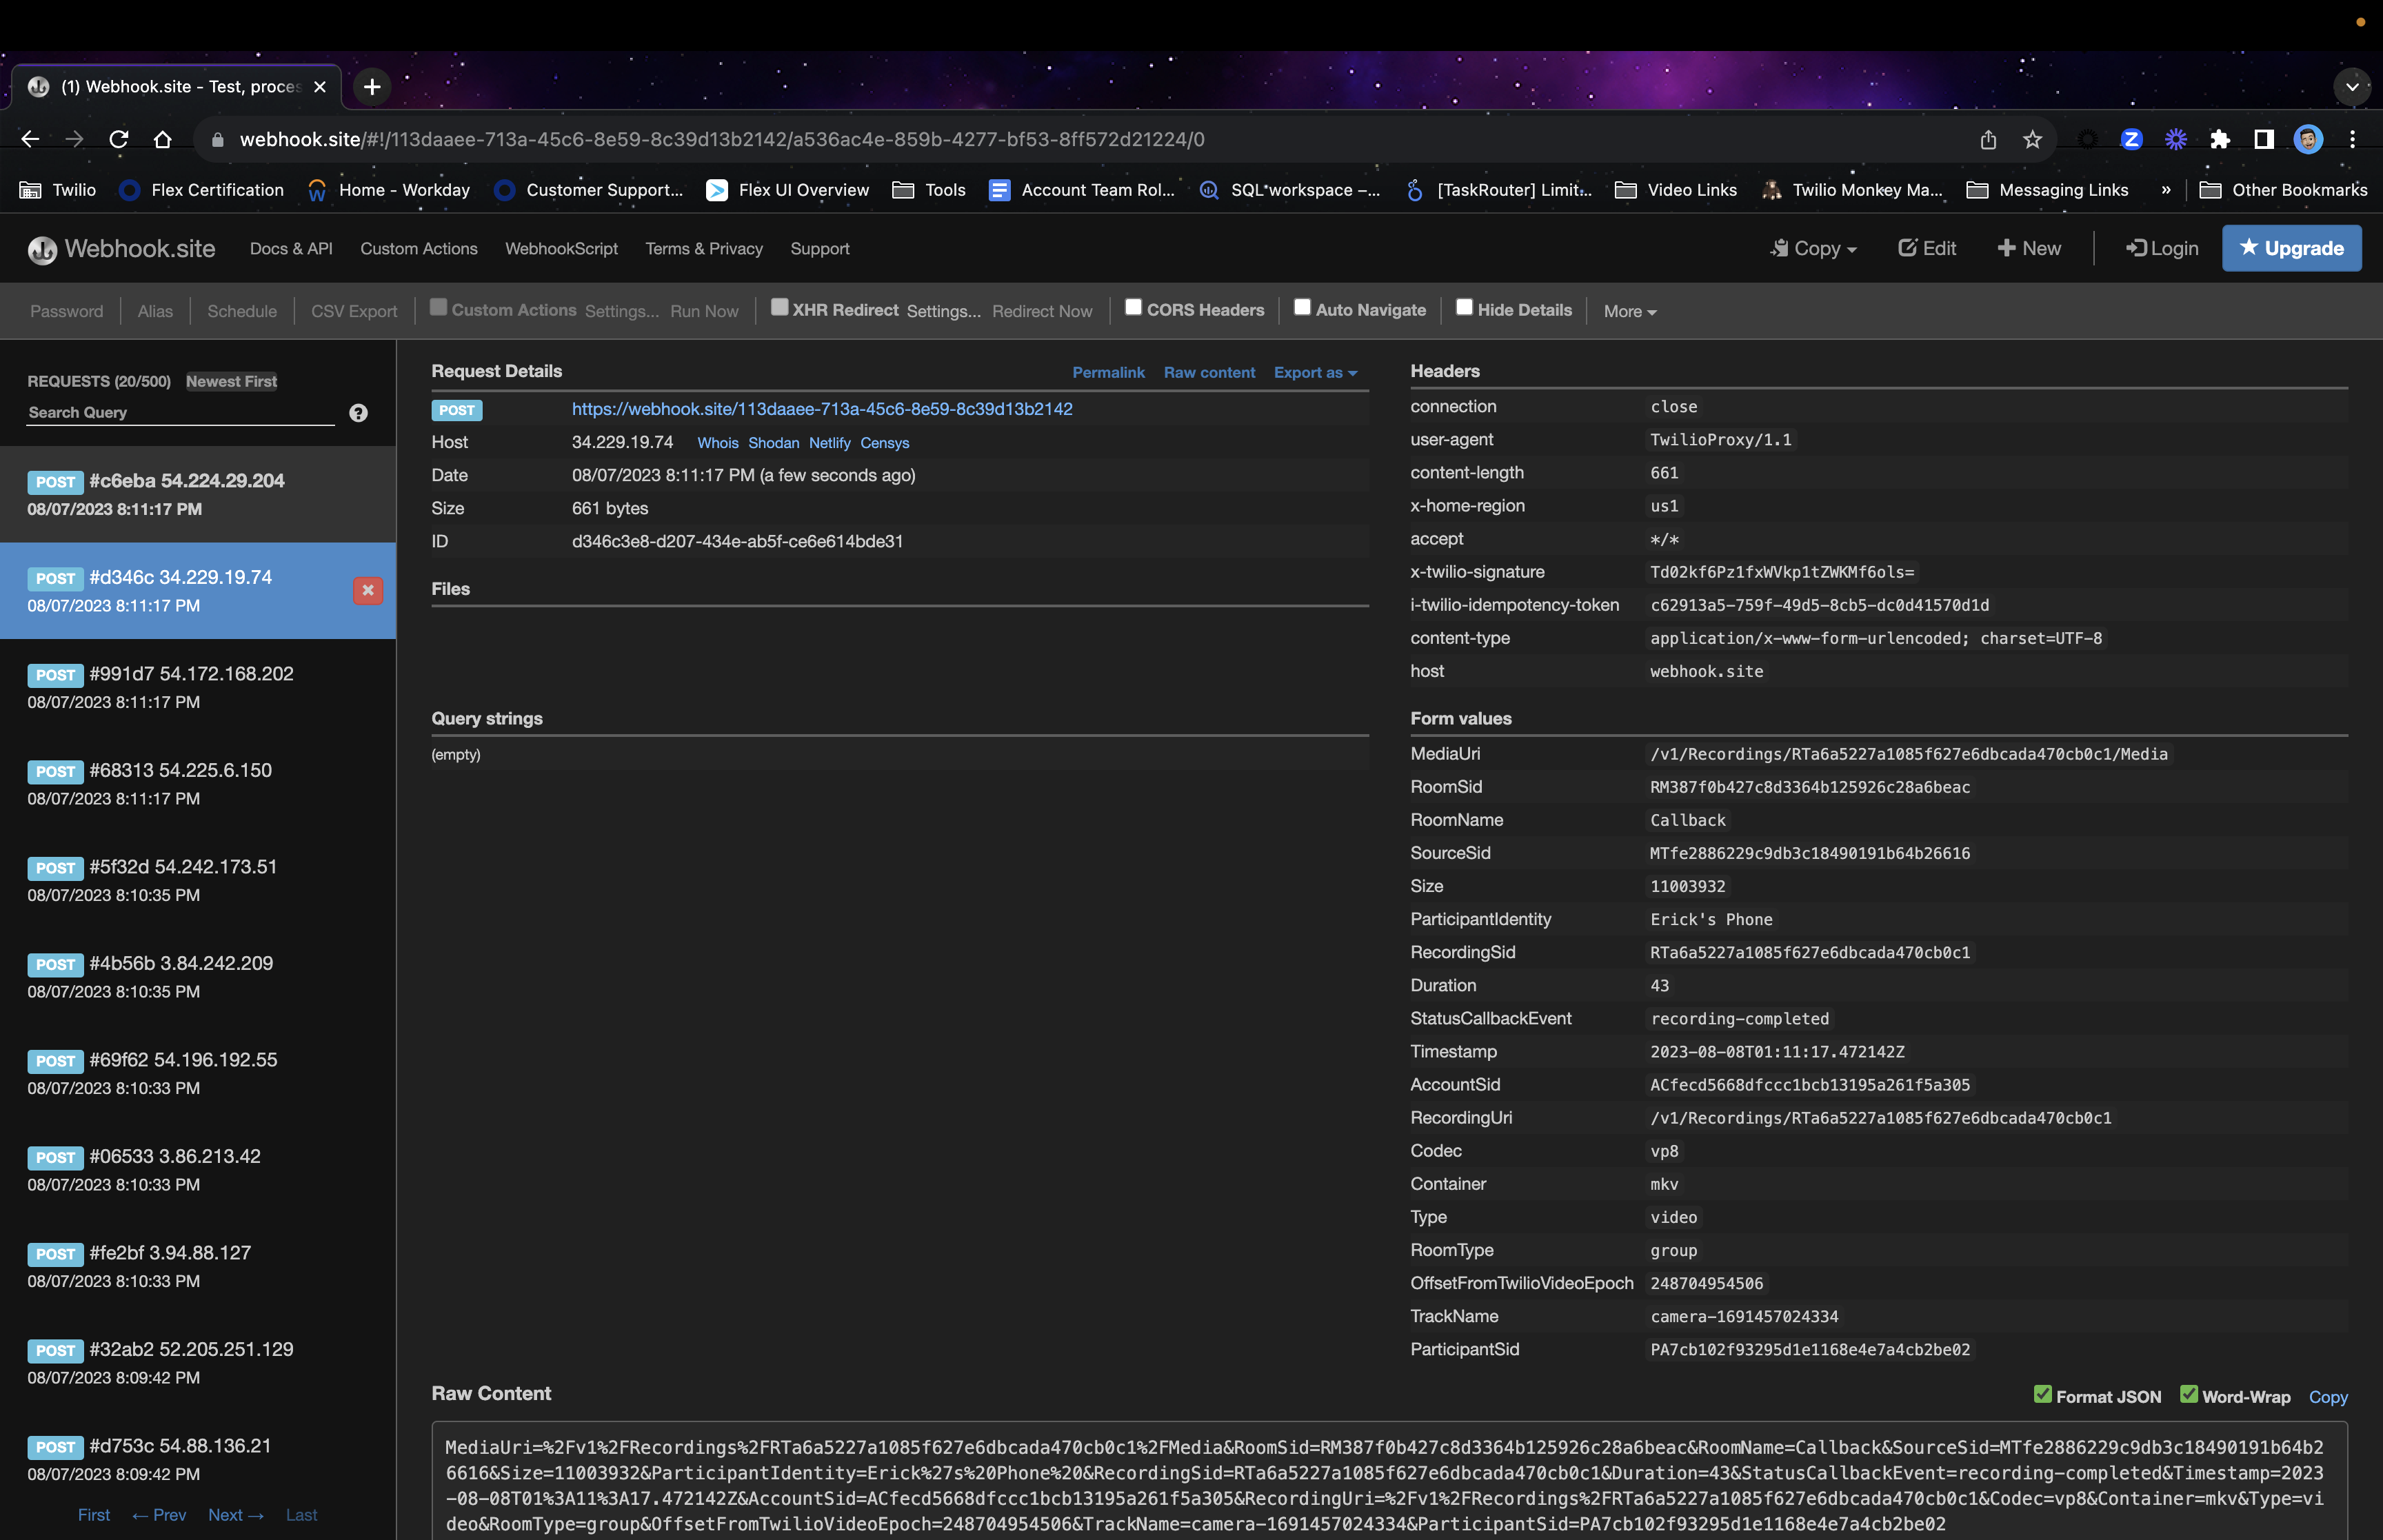 (1) Webhook.site - Test, proces
webhook.site/#!/113daaee-713a-45c6-8e59-8c39d13b2142/a536ac4e-859b-4277-bf53-8ff572d21224/0
Twilio Flex Certification Home - Workday Customer Support... Flex UI Overview Tools Account Team Rol... SQL workspace –... [TaskRouter] Limit... Video Links Twilio Monkey Ma... Messaging Links » Other Bookmarks
Webhook.site Docs & API Custom Actions WebhookScript Terms & Privacy Support Copy Edit New Login Upgrade
Password Alias Schedule CSV Export Custom Actions Settings... Run Now XHR Redirect Settings... Redirect Now CORS Headers Auto Navigate Hide Details More
REQUESTS (20/500) Newest First
Search Query
POST #c6eba 54.224.29.204
08/07/2023 8:11:17 PM
POST #d346c 34.229.19.74
08/07/2023 8:11:17 PM
POST #991d7 54.172.168.202
08/07/2023 8:11:17 PM
POST #68313 54.225.6.150
08/07/2023 8:11:17 PM
POST #5f32d 54.242.173.51
08/07/2023 8:10:35 PM
POST #4b56b 3.84.242.209
08/07/2023 8:10:35 PM
POST #69f62 54.196.192.55
08/07/2023 8:10:33 PM
POST #06533 3.86.213.42
08/07/2023 8:10:33 PM
POST #fe2bf 3.94.88.127
08/07/2023 8:10:33 PM
POST #32ab2 52.205.251.129
08/07/2023 8:09:42 PM
POST #d753c 54.88.136.21
08/07/2023 8:09:42 PM
First ← Prev Next → Last
Request Details Permalink Raw content Export as
POST https://webhook.site/113daaee-713a-45c6-8e59-8c39d13b2142
Host 34.229.19.74 Whois Shodan Netlify Censys
Date 08/07/2023 8:11:17 PM (a few seconds ago)
Size 661 bytes
ID d346c3e8-d207-434e-ab5f-ce6e614bde31
Files
Query strings
(empty)
Headers
connection close
user-agent TwilioProxy/1.1
content-length 661
x-home-region us1
accept */*
x-twilio-signature Td02kf6Pz1fxWVkp1tZWKMf6ols=
i-twilio-idempotency-token c62913a5-759f-49d5-8cb5-dc0d41570d1d
content-type application/x-www-form-urlencoded; charset=UTF-8
host webhook.site
Form values
MediaUri /v1/Recordings/RTa6a5227a1085f627e6dbcada470cb0c1/Media
RoomSid RM387f0b427c8d3364b125926c28a6beac
RoomName Callback
SourceSid MTfe2886229c9db3c18490191b64b26616
Size 11003932
ParticipantIdentity Erick's Phone
RecordingSid RTa6a5227a1085f627e6dbcada470cb0c1
Duration 43
StatusCallbackEvent recording-completed
Timestamp 2023-08-08T01:11:17.472142Z
AccountSid ACfecd5668dfccc1bcb13195a261f5a305
RecordingUri /v1/Recordings/RTa6a5227a1085f627e6dbcada470cb0c1
Codec vp8
Container mkv
Type video
RoomType group
OffsetFromTwilioVideoEpoch 248704954506
TrackName camera-1691457024334
ParticipantSid PA7cb102f93295d1e1168e4e7a4cb2be02
Raw Content Format JSON Word-Wrap Copy
MediaUri=%2Fv1%2FRecordings%2FRTa6a5227a1085f627e6dbcada470cb0c1%2FMedia&RoomSid=RM387f0b427c8d3364b125926c28a6beac&RoomName=Callback&SourceSid=MTfe2886229c9db3c18490191b64b2
6616&Size=11003932&ParticipantIdentity=Erick%27s%20Phone%20&RecordingSid=RTa6a5227a1085f627e6dbcada470cb0c1&Duration=43&StatusCallbackEvent=recording-completed&Timestamp=2023
-08-08T01%3A11%3A17.472142Z&AccountSid=ACfecd5668dfccc1bcb13195a261f5a305&RecordingUri=%2Fv1%2FRecordings%2FRTa6a5227a1085f627e6dbcada470cb0c1&Codec=vp8&Container=mkv&Type=vi
deo&RoomType=group&OffsetFromTwilioVideoEpoch=248704954506&TrackName=camera-1691457024334&ParticipantSid=PA7cb102f93295d1e1168e4e7a4cb2be02